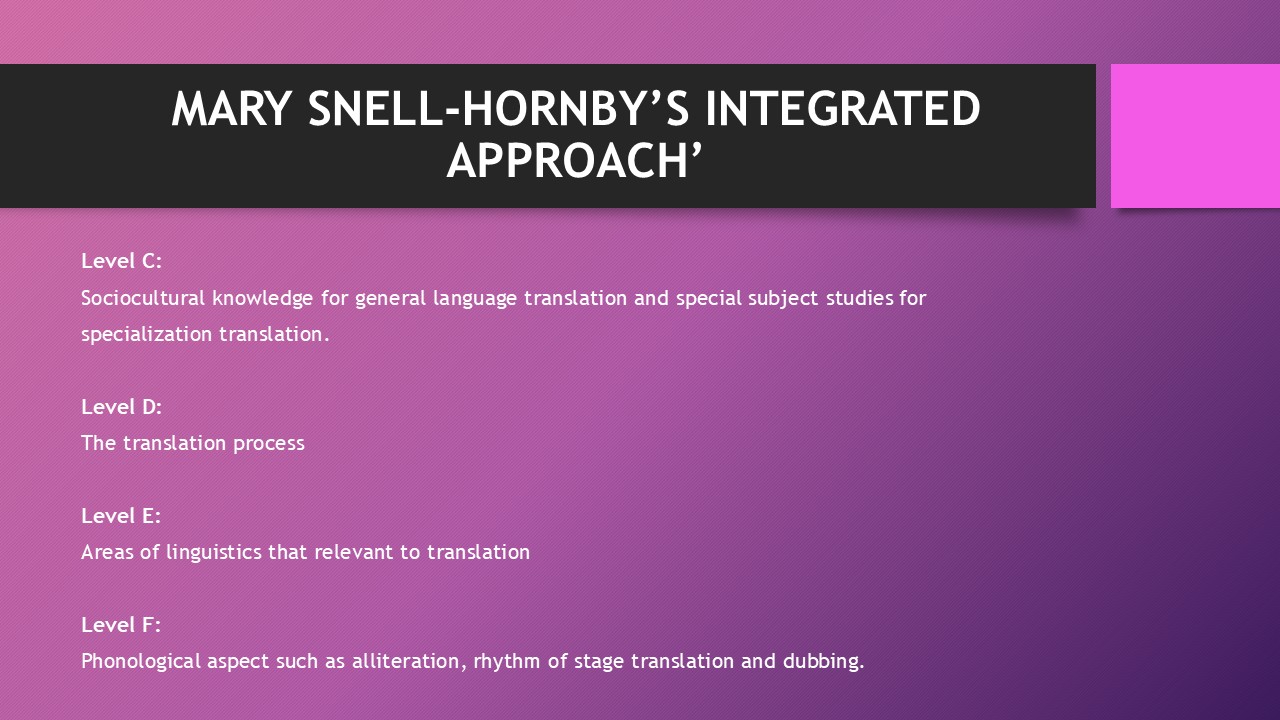 MARY SNELL-HORNBY’S INTEGRATED
APPROACH’
Level C:
Sociocultural knowledge for general language translation and special subject studies for
specialization translation.
Level D:
The translation process
Level E:
Areas of linguistics that relevant to translation
Level F:
Phonological aspect such as alliteration, rhythm of stage translation and dubbing.